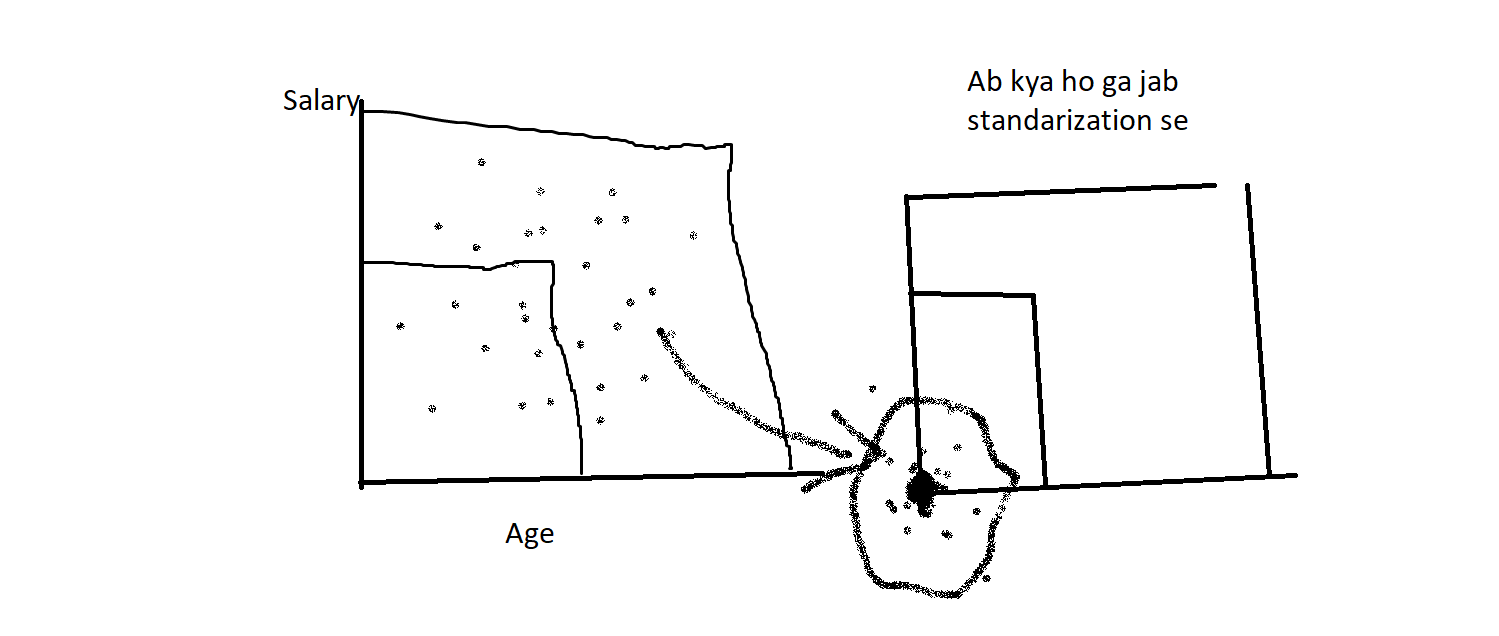 Salary
Ab kya ho ga jab
standarization se
Age